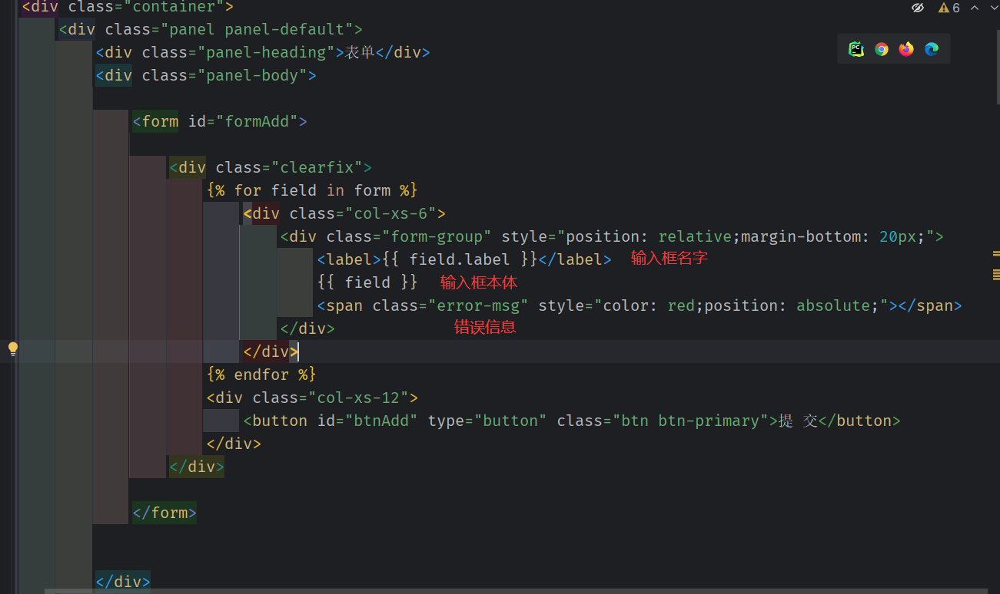 <div class="container">
6
<div class="panel panel-default">
<div class="panel-heading">表单</div>
PC
<div class="panel-body">
<form id="formAdd">
<div class="clearfix">
{% for field in form %}
<div class="col-xs-6">
<div class="form-group" style="position: relative;margin-bottom: 20px;">
<label>{{ field.label }}</label> 输入框名字
{{ field }} 输入框本体
<span class="error-msg" style="color: red;position: absolute;"></span>
</div> 错误信息
</div>
{% endfor %}
<div class="col-xs-12">
<button id="btnAdd" type="button" class="btn btn-primary">提 交</button>
</div>
</div>
</form>
</div>